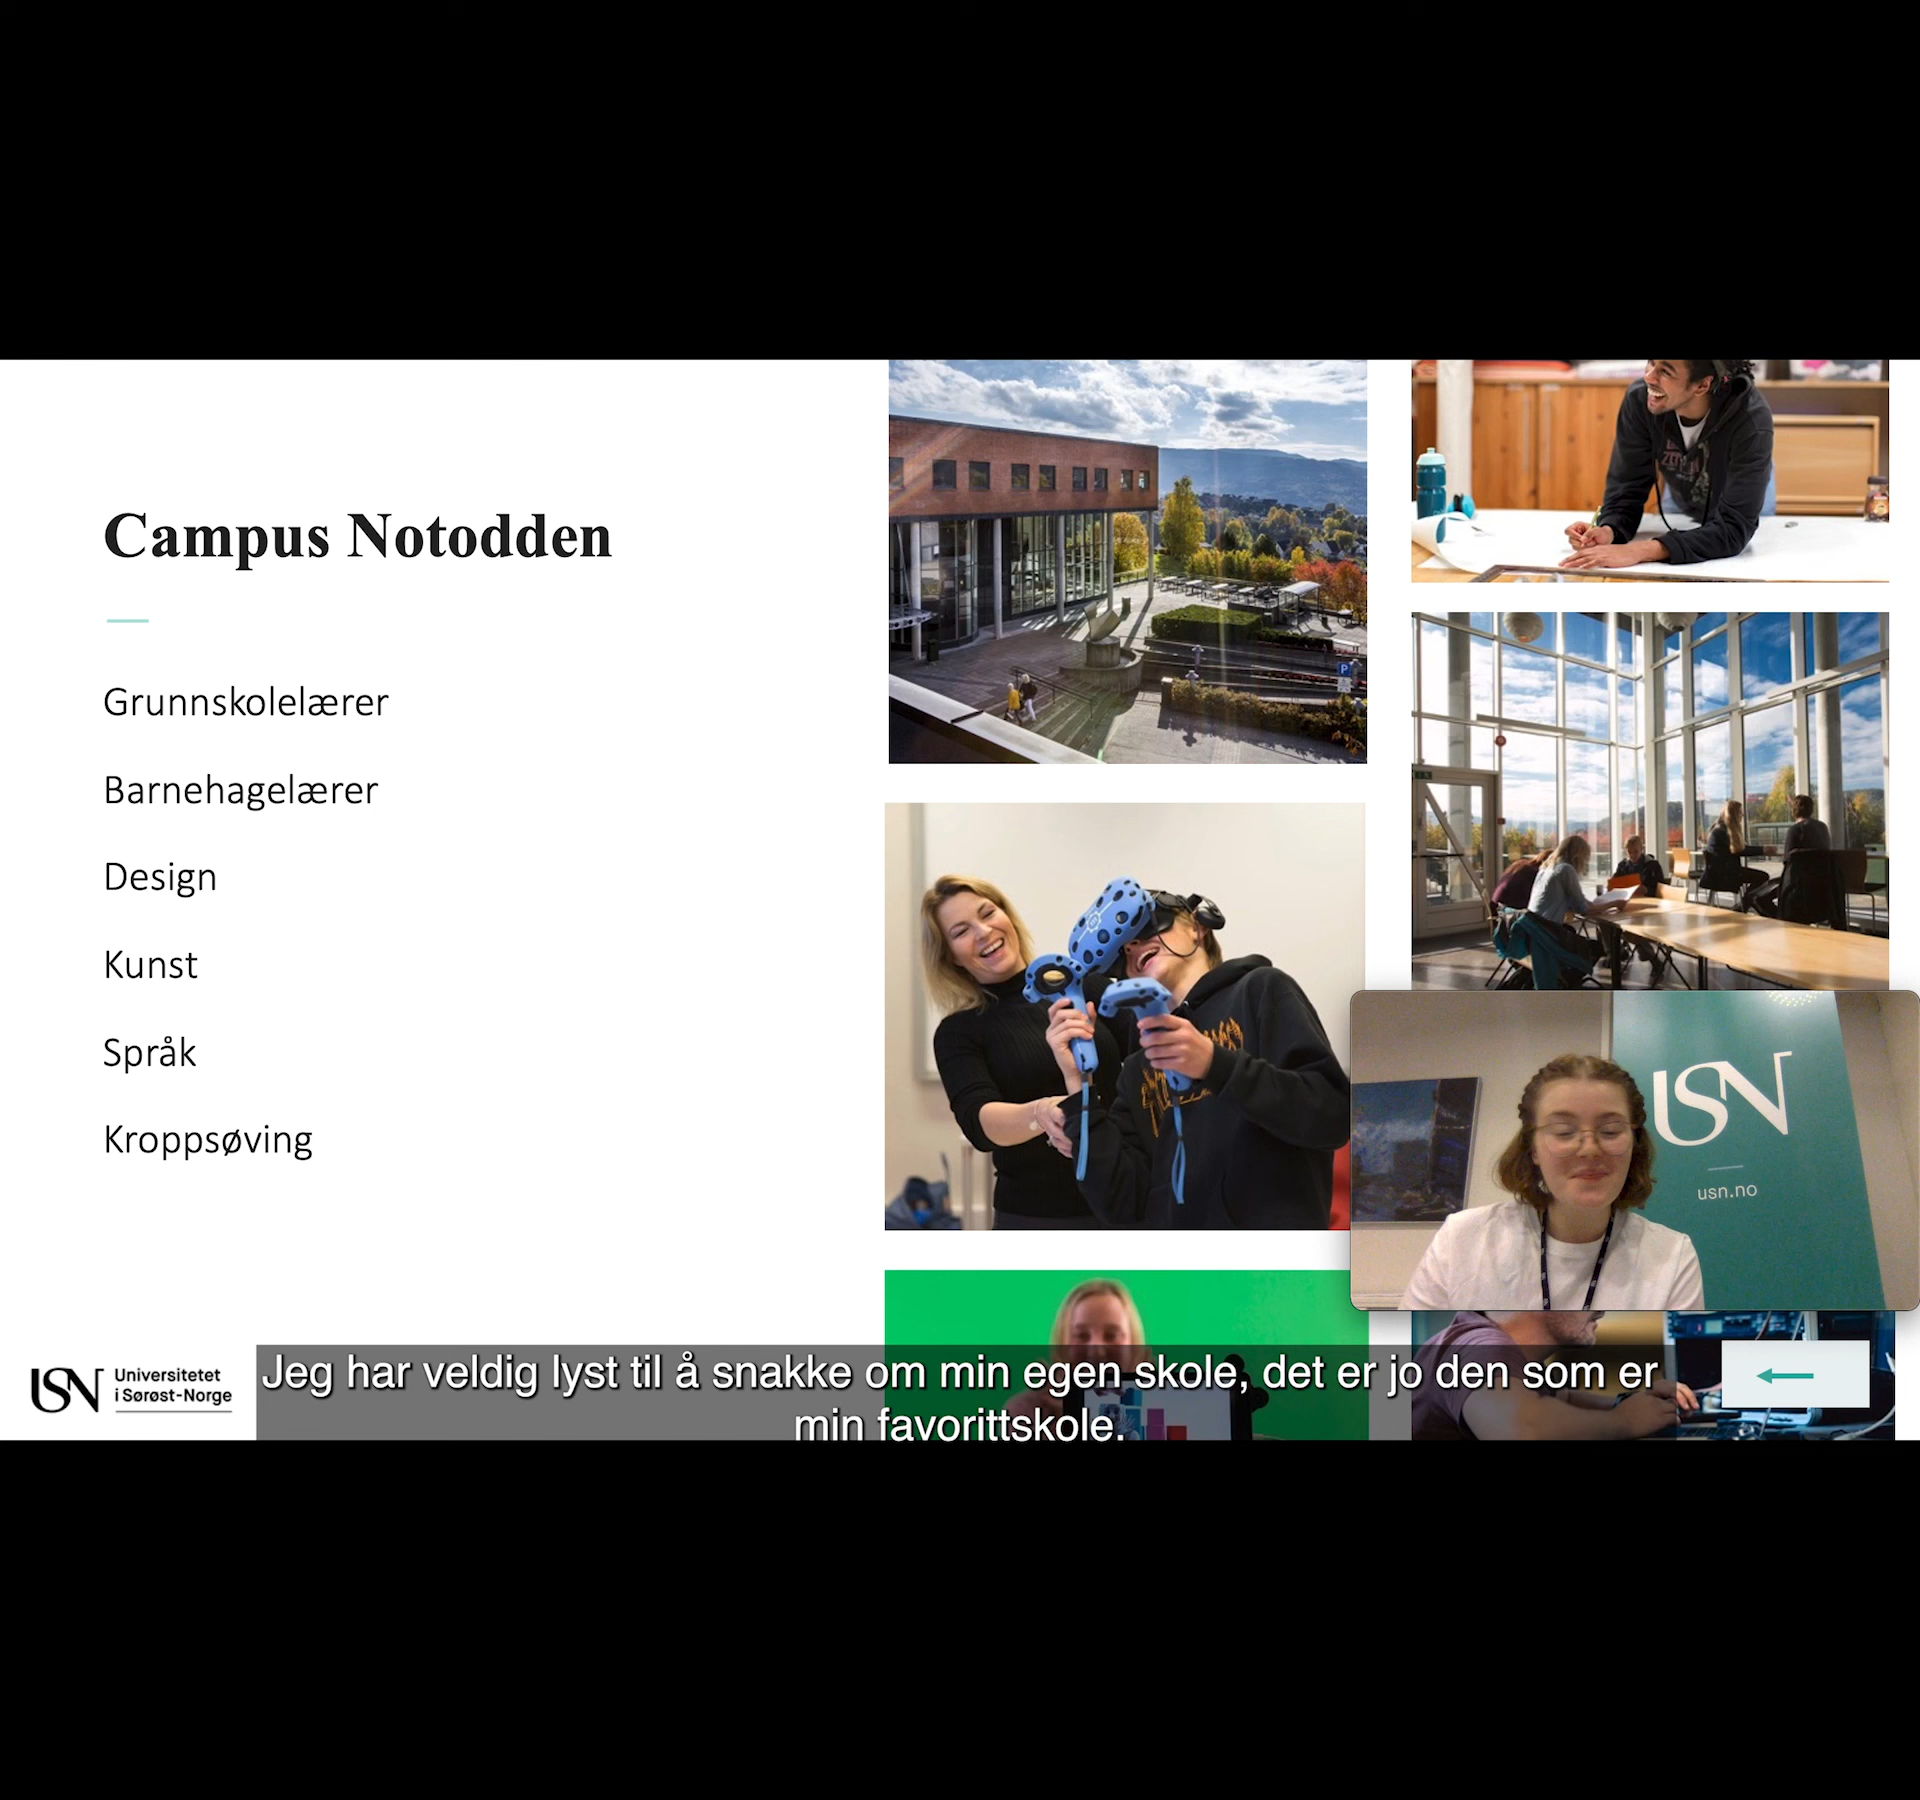 Campus Notodden
Grunnskolelærer
Barnehagelærer
Design
Kunst
Språk
Kroppsøving
USN
usn.no
USN Universitetet
i Sørøst-Norge
Jeg har veldig lyst til å snakke om min egen skole, det er jo den som er
min favorittskole.